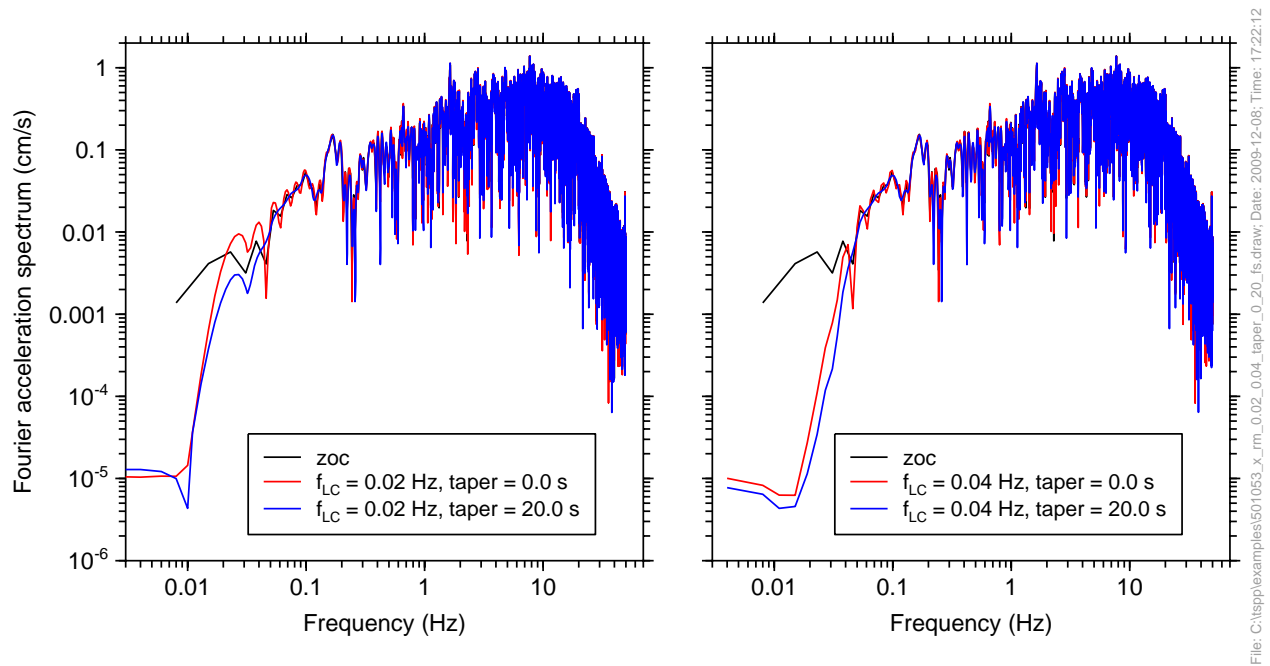 1
0.1
0.01
0.001
10-4
10-5
10-6
Fourier acceleration spectrum (cm/s)
zoc
fLC = 0.02 Hz, taper = 0.0 s
fLC = 0.02 Hz, taper = 20.0 s
0.01 0.1 1 10
Frequency (Hz)
zoc
fLC = 0.04 Hz, taper = 0.0 s
fLC = 0.04 Hz, taper = 20.0 s
0.01 0.1 1 10
Frequency (Hz)
File: C:\tspp\examples\501053_x_rm_0.02_0.04_taper_0_20_fs.draw; Date: 2009-12-08; Time: 17:22:12